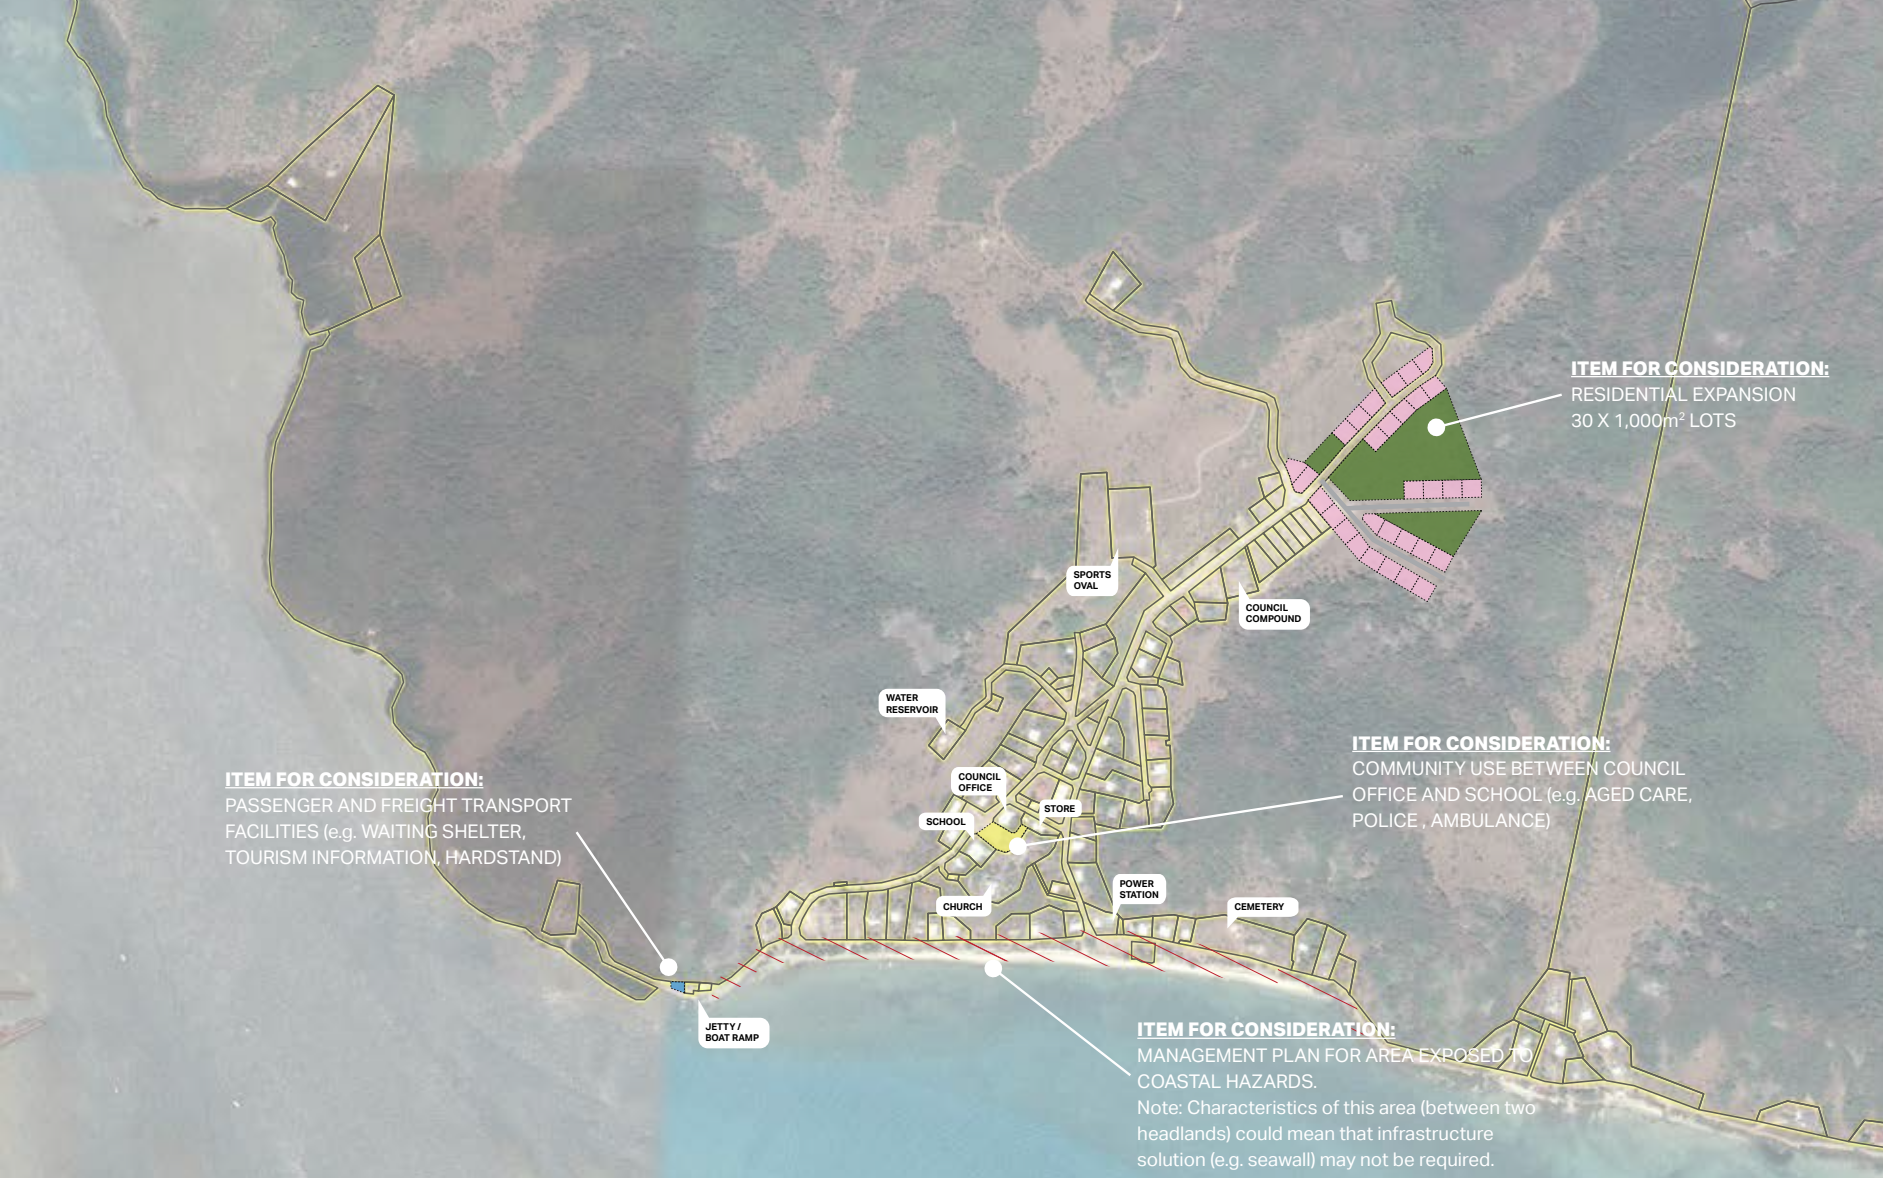 ITEM FOR CONSIDERATION:
RESIDENTIAL EXPANSION
30 X 1,000m² LOTS
SPORTS
OVAL
COUNCIL
COMPOUND
WATER
RESERVOIR
ITEM FOR CONSIDERATION:
COMMUNITY USE BETWEEN COUNCIL
OFFICE AND SCHOOL (e.g. AGED CARE,
POLICE , AMBULANCE)
ITEM FOR CONSIDERATION:
PASSENGER AND FREIGHT TRANSPORT
FACILITIES (e.g. WAITING SHELTER,
TOURISM INFORMATION, HARDSTAND)
COUNCIL
OFFICE
STORE
SCHOOL
POWER
STATION
CHURCH
CEMETERY
JETTY /
BOAT RAMP
ITEM FOR CONSIDERATION:
MANAGEMENT PLAN FOR AREA EXPOSED TO
COASTAL HAZARDS.
Note: Characteristics of this area (between two
headlands) could mean that infrastructure
solution (e.g. seawall) may not be required.